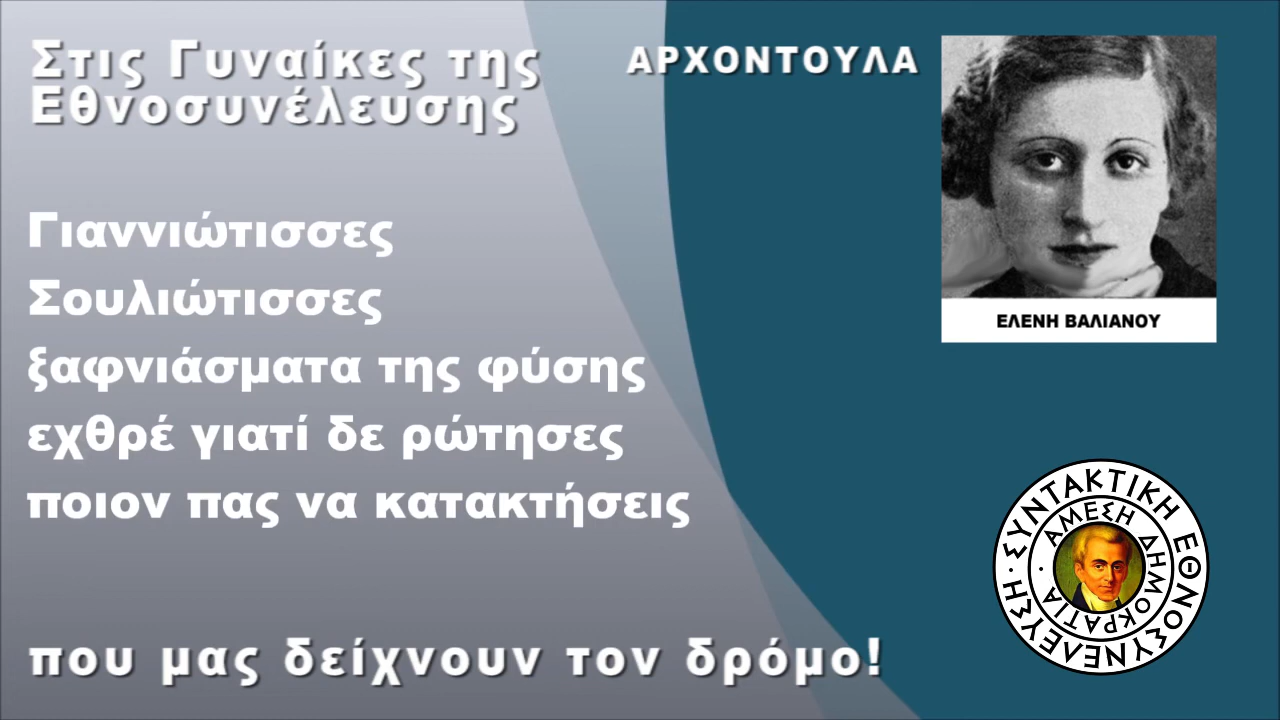 Στις Γυναίκες της
Εθνοσυνέλευσης
ΑΡΧΟΝΤΟΥΛΑ
ΕΛΕΝΗ ΒΑΛΙΑΝΟΥ
Γιαννιώτισσες
Σουλιώτισσες
ξαφνιάσματα της φύσης
εχθρέ γιατί δε ρώτησες
ποιον πας να κατακτήσεις
που μας δείχνουν τον δρόμο!
ΣΥΝΤΑΚΤΙΚΗ ΕΘΝΟΣΥΝΕΛΕΥΣΗ ·
ΑΜΕΣΗ ΔΗΜΟΚΡΑΤΙΑ ·